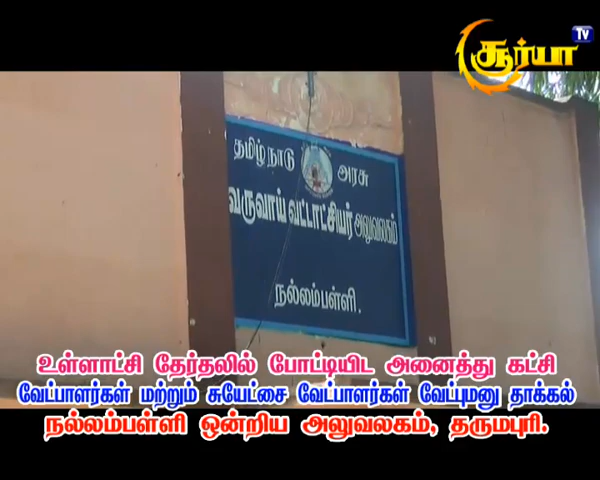 சூர்யா TV
தமிழ்நாடு அரசு
வருவாய் வட்டாட்சியர் அலுவலகம்
நல்லம்பள்ளி.
உள்ளாட்சி தேர்தலில் போட்டியிட அனைத்து கட்சி
வேட்பாளர்கள் மற்றும் சுயேட்சை வேட்பாளர்கள் வேட்புமனு தாக்கல்
நல்லம்பள்ளி ஒன்றிய அலுவலகம், தருமபுரி.